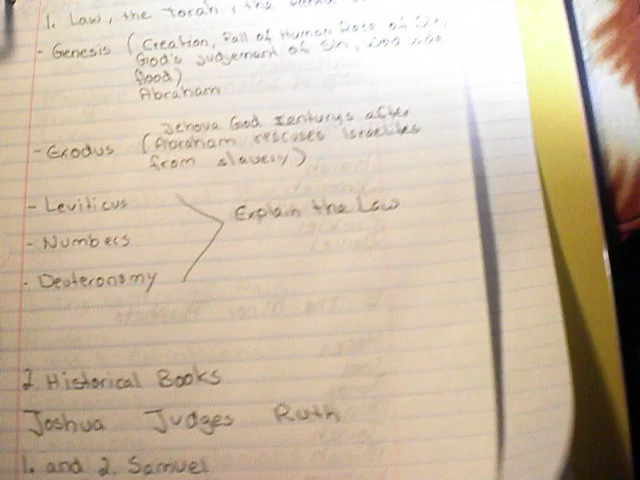 1. Law, the Torah, the
- Genesis (Creation, Fall of Human Race of Sin,
God's Judgement of Sin,
flood)
Abraham
Jehova God Zenturys after
- Exodus (Abraham rescuses Israelites
from slavery)
- Leviticus
Explain the Law
- Numbers
- Deuteronomy
2 Historical Books
Joshua Judges Ruth
1. and 2. Samuel